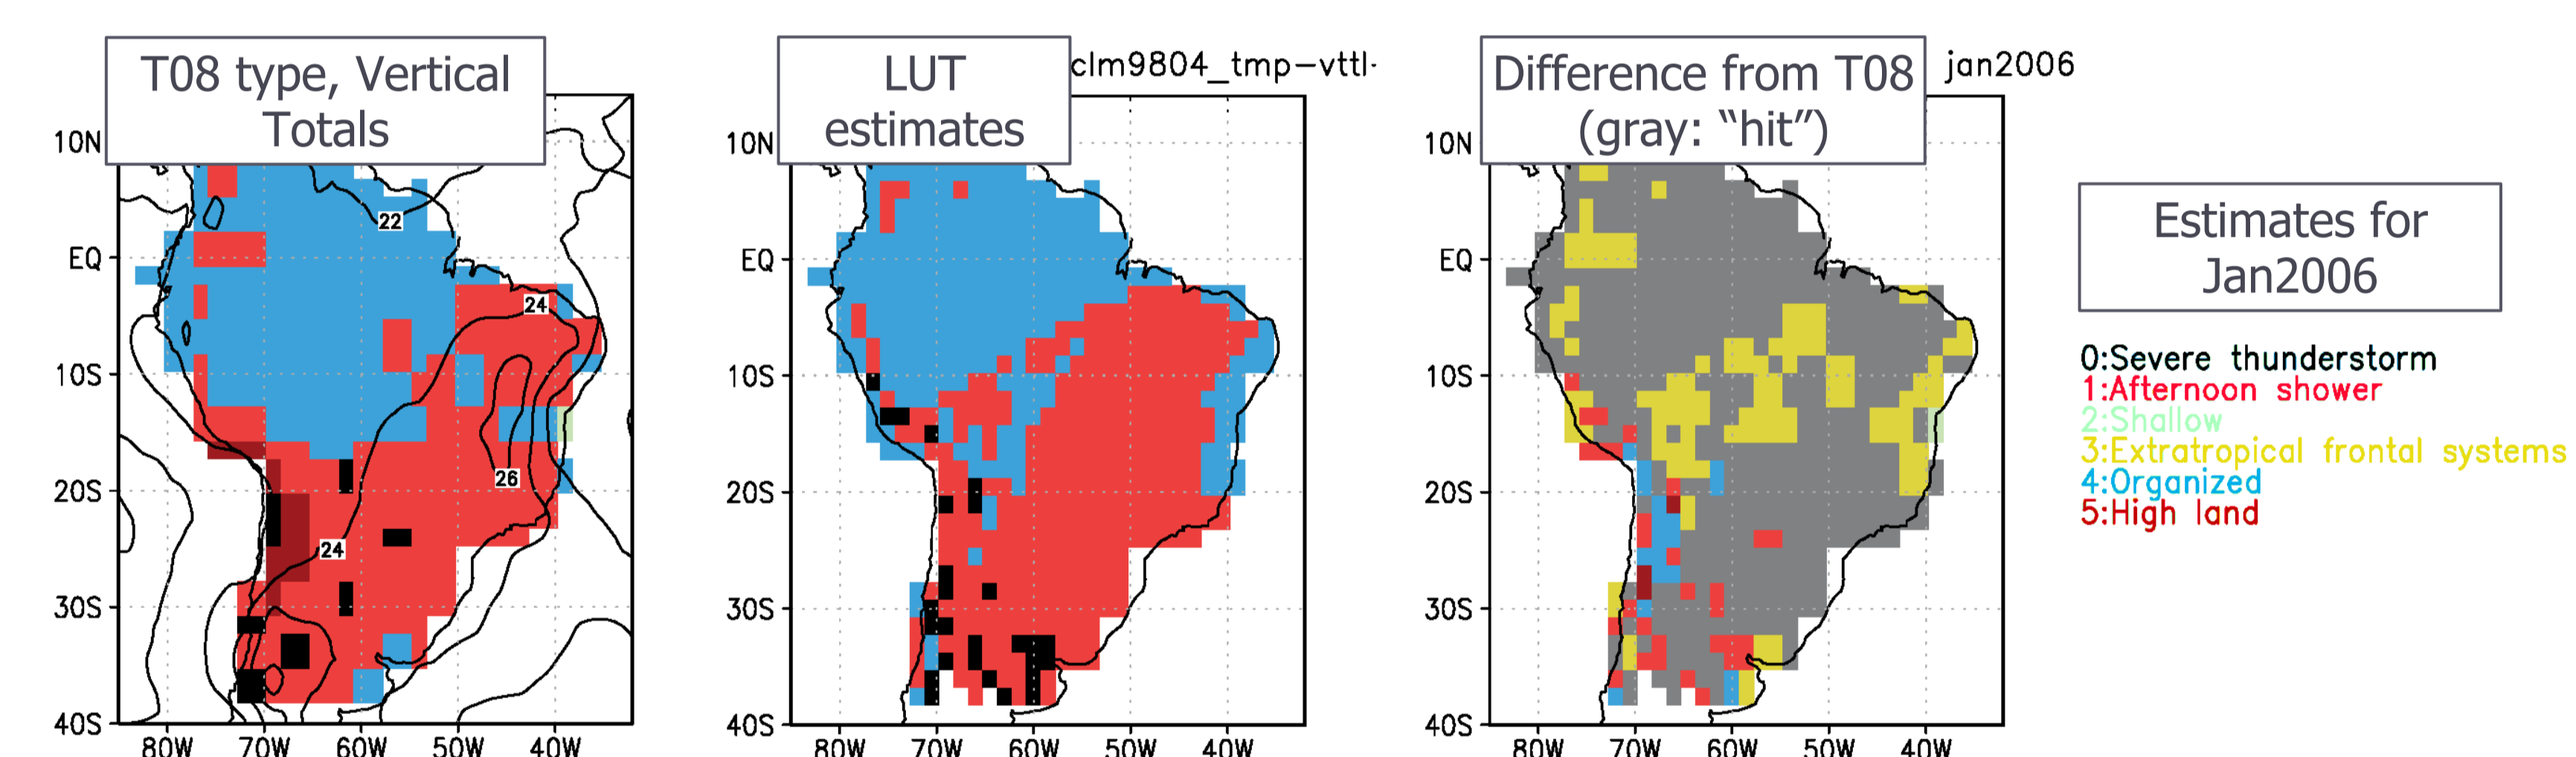 T08 type, Vertical
Totals
10N
EQ
10S
20S
30S
40S
80W 70W 60W 50W 40W
22
24
26
24
LUT
estimates
clm9804_tmp-vttl-
10N
EQ
10S
20S
30S
40S
80W 70W 60W 50W 40W
Difference from T08
(gray: “hit”)
jan2006
10N
EQ
10S
20S
30S
40S
80W 70W 60W 50W 40W
Estimates for
Jan2006
0:Severe thunderstorm
1:Afternoon shower
2:Shallow
3:Extratropical frontal systems
4:Organized
5:High land